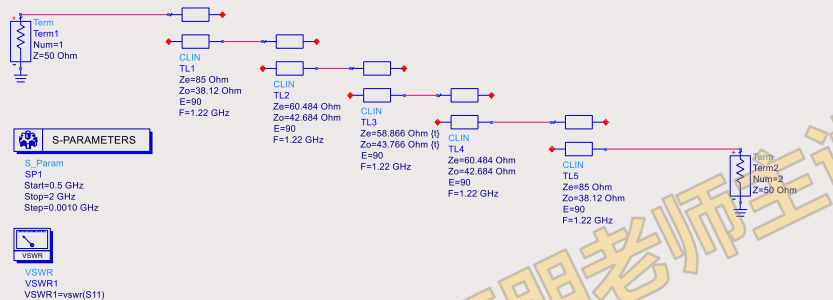 Term
Term1
Num=1
Z=50 Ohm
CLIN
TL1
Ze=85 Ohm
Zo=38.12 Ohm
E=90
F=1.22 GHz
CLIN
TL2
Ze=60.484 Ohm
Zo=42.684 Ohm
E=90
F=1.22 GHz
CLIN
TL3
Ze=58.866 Ohm {t}
Zo=43.766 Ohm {t}
E=90
F=1.22 GHz
CLIN
TL4
Ze=60.484 Ohm
Zo=42.684 Ohm
E=90
F=1.22 GHz
CLIN
TL5
Ze=85 Ohm
Zo=38.12 Ohm
E=90
F=1.22 GHz
Term
Term2
Num=2
Z=50 Ohm
S-PARAMETERS
S_Param
SP1
Start=0.5 GHz
Stop=2 GHz
Step=0.0010 GHz
VSWR
VSWR
VSWR1
VSWR1=vswr(S11)
明老师主